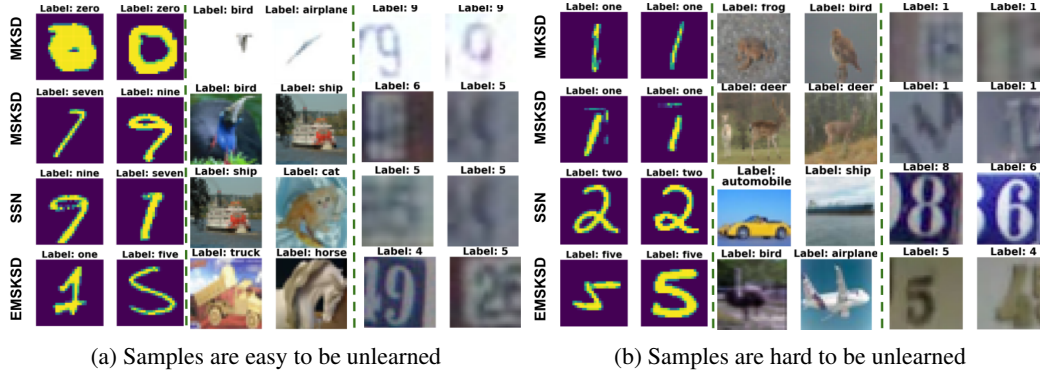 Label: zero Label: zero Label: bird Label: airplane Label: 9 Label: 9
MKSD
Label: seven Label: nine Label: bird Label: ship Label: 6 Label: 5
MSKSD
Label: nine Label: seven Label: ship Label: cat Label: 5 Label: 5
SSN
Label: one Label: five Label: truck Label: horse Label: 4 Label: 5
EMSKSD
(a) Samples are easy to be unlearned
Label: one Label: one Label: frog Label: bird Label: 1 Label: 1
MKSD
Label: one Label: one Label: deer Label: deer Label: 1 Label: 1
MSKSD
Label: two Label: two Label: automobile Label: ship Label: 8 Label: 6
SSN
Label: five Label: five Label: bird Label: airplane Label: 5 Label: 4
EMSKSD
(b) Samples are hard to be unlearned